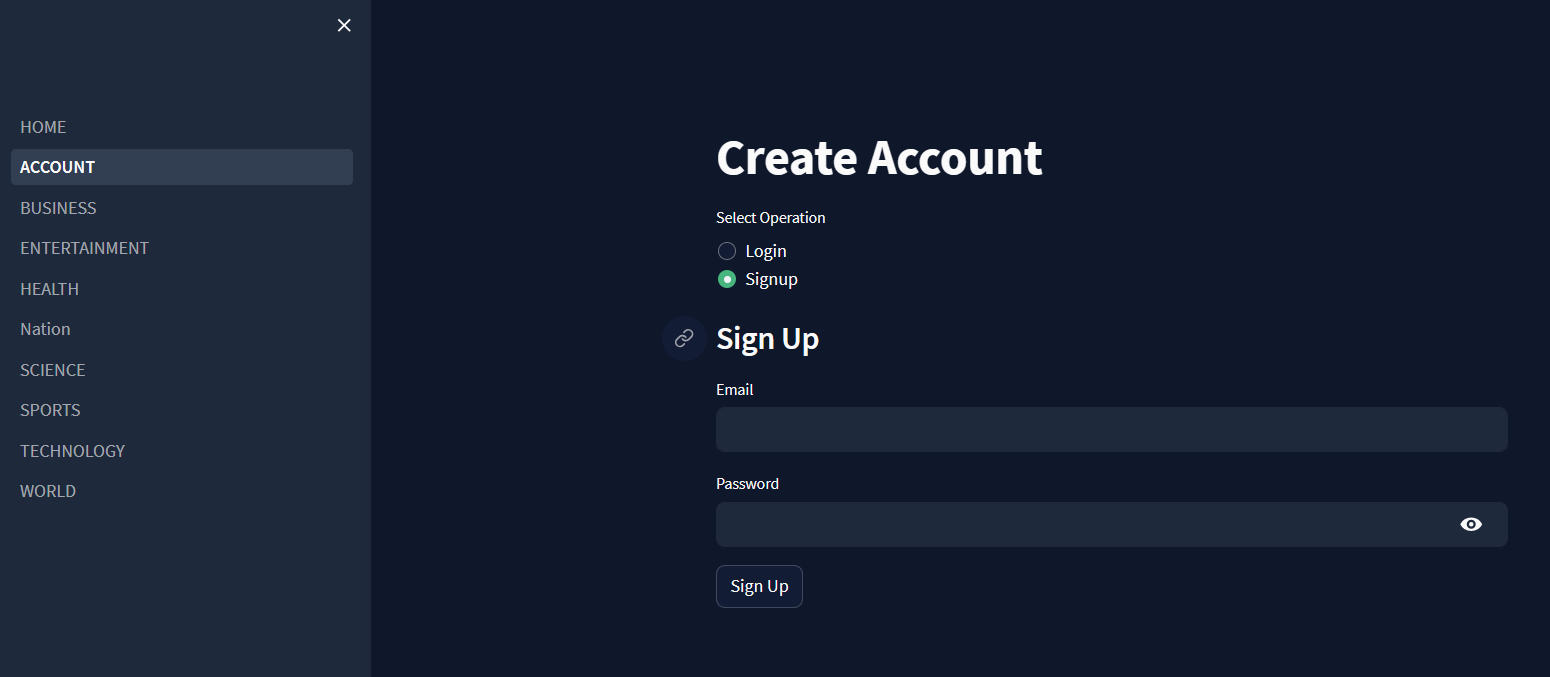 HOME
ACCOUNT
BUSINESS
ENTERTAINMENT
HEALTH
Nation
SCIENCE
SPORTS
TECHNOLOGY
WORLD
Create Account
Select Operation
Login
Signup
Sign Up
Email
Password
Sign Up